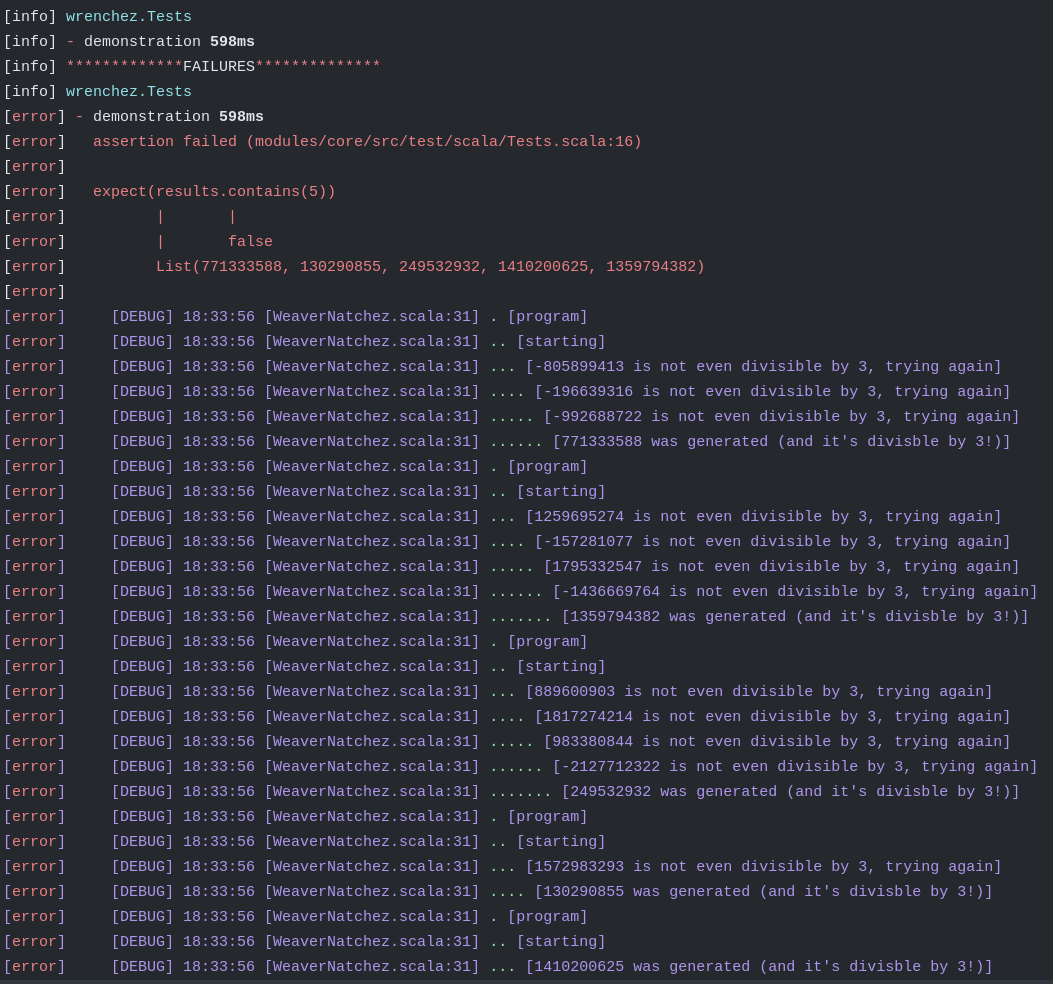 [info] wrenchez.Tests
[info] - demonstration 598ms
[info] *************FAILURES**************
[info] wrenchez.Tests
[error] - demonstration 598ms
[error]   assertion failed (modules/core/src/test/scala/Tests.scala:16)
[error]
[error]   expect(results.contains(5))
[error]          |       |
[error]          |       false
[error]          List(771333588, 130290855, 249532932, 1410200625, 1359794382)
[error]
[error]     [DEBUG] 18:33:56 [WeaverNatchez.scala:31] . [program]
[error]     [DEBUG] 18:33:56 [WeaverNatchez.scala:31] .. [starting]
[error]     [DEBUG] 18:33:56 [WeaverNatchez.scala:31] ... [-805899413 is not even divisible by 3, trying again]
[error]     [DEBUG] 18:33:56 [WeaverNatchez.scala:31] .... [-196639316 is not even divisible by 3, trying again]
[error]     [DEBUG] 18:33:56 [WeaverNatchez.scala:31] ..... [-992688722 is not even divisible by 3, trying again]
[error]     [DEBUG] 18:33:56 [WeaverNatchez.scala:31] ...... [771333588 was generated (and it's divisble by 3!)]
[error]     [DEBUG] 18:33:56 [WeaverNatchez.scala:31] . [program]
[error]     [DEBUG] 18:33:56 [WeaverNatchez.scala:31] .. [starting]
[error]     [DEBUG] 18:33:56 [WeaverNatchez.scala:31] ... [1259695274 is not even divisible by 3, trying again]
[error]     [DEBUG] 18:33:56 [WeaverNatchez.scala:31] .... [-157281077 is not even divisible by 3, trying again]
[error]     [DEBUG] 18:33:56 [WeaverNatchez.scala:31] ..... [1795332547 is not even divisible by 3, trying again]
[error]     [DEBUG] 18:33:56 [WeaverNatchez.scala:31] ...... [-1436669764 is not even divisible by 3, trying again]
[error]     [DEBUG] 18:33:56 [WeaverNatchez.scala:31] ....... [1359794382 was generated (and it's divisble by 3!)]
[error]     [DEBUG] 18:33:56 [WeaverNatchez.scala:31] . [program]
[error]     [DEBUG] 18:33:56 [WeaverNatchez.scala:31] .. [starting]
[error]     [DEBUG] 18:33:56 [WeaverNatchez.scala:31] ... [889600903 is not even divisible by 3, trying again]
[error]     [DEBUG] 18:33:56 [WeaverNatchez.scala:31] .... [1817274214 is not even divisible by 3, trying again]
[error]     [DEBUG] 18:33:56 [WeaverNatchez.scala:31] ..... [983380844 is not even divisible by 3, trying again]
[error]     [DEBUG] 18:33:56 [WeaverNatchez.scala:31] ...... [-2127712322 is not even divisible by 3, trying again]
[error]     [DEBUG] 18:33:56 [WeaverNatchez.scala:31] ....... [249532932 was generated (and it's divisble by 3!)]
[error]     [DEBUG] 18:33:56 [WeaverNatchez.scala:31] . [program]
[error]     [DEBUG] 18:33:56 [WeaverNatchez.scala:31] .. [starting]
[error]     [DEBUG] 18:33:56 [WeaverNatchez.scala:31] ... [1572983293 is not even divisible by 3, trying again]
[error]     [DEBUG] 18:33:56 [WeaverNatchez.scala:31] .... [130290855 was generated (and it's divisble by 3!)]
[error]     [DEBUG] 18:33:56 [WeaverNatchez.scala:31] . [program]
[error]     [DEBUG] 18:33:56 [WeaverNatchez.scala:31] .. [starting]
[error]     [DEBUG] 18:33:56 [WeaverNatchez.scala:31] ... [1410200625 was generated (and it's divisble by 3!)]